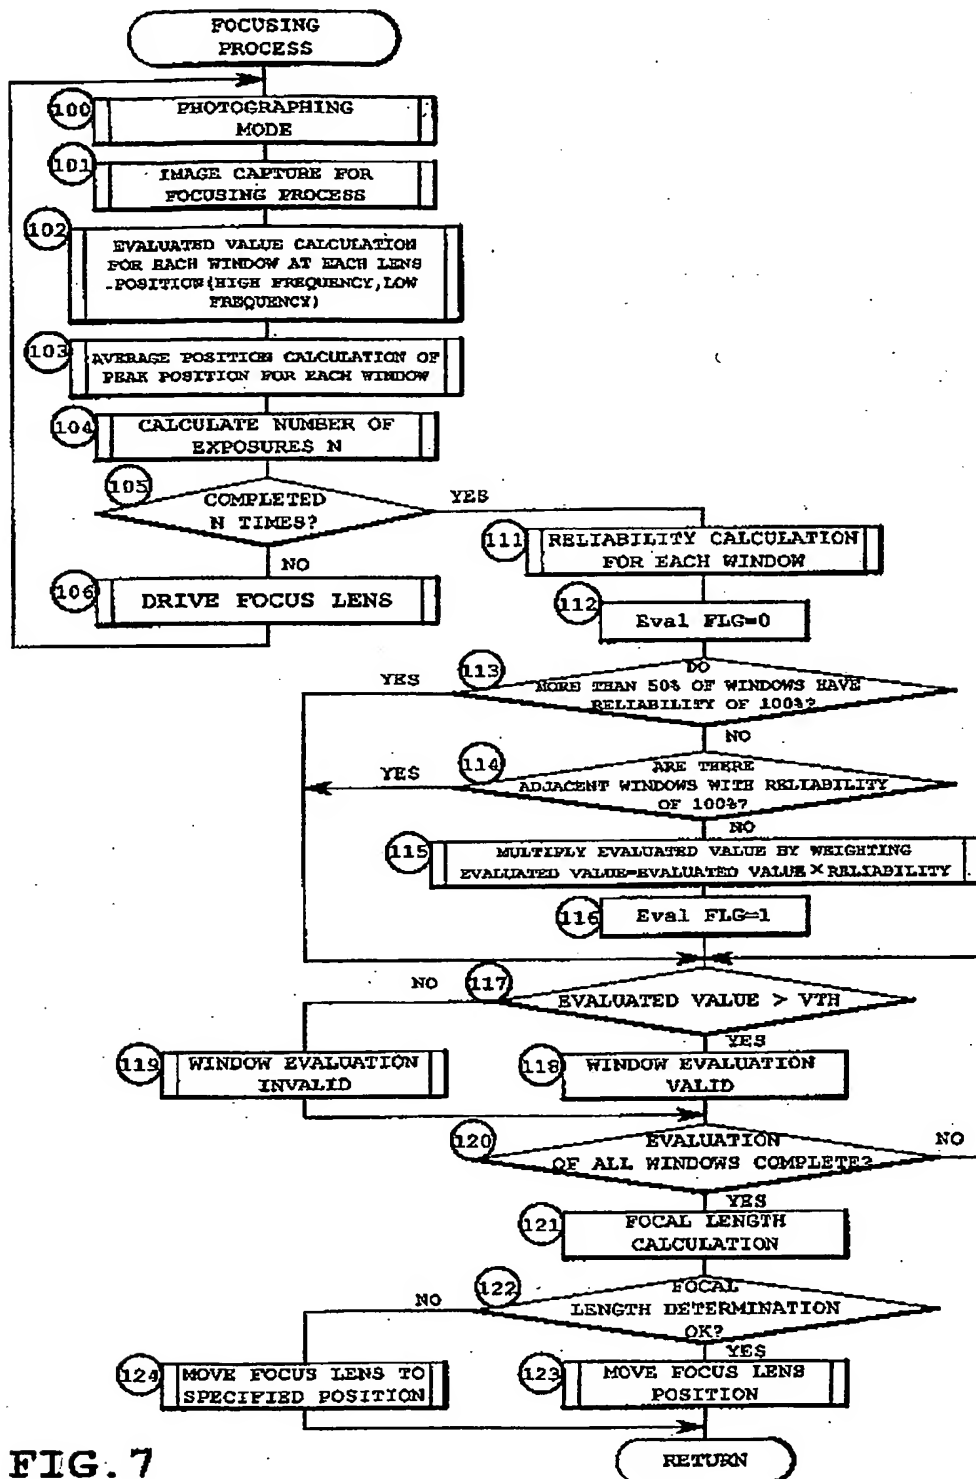 FOCUSING
PROCESS
100
PHOTOGRAPHING
MODE
101
IMAGE CAPTURE FOR
FOCUSING PROCESS
102
EVALUATED VALUE CALCULATION
FOR EACH WINDOW AT EACH LENS
POSITION(HIGH FREQUENCY,LOW
FREQUENCY)
103
AVERAGE POSITION CALCULATION OF
PEAK POSITION FOR EACH WINDOW
104
CALCULATE NUMBER OF
EXPOSURES N
105
COMPLETED
N TIMES?
YES
NO
106
DRIVE FOCUS LENS
111
RELIABILITY CALCULATION
FOR EACH WINDOW
112
Eval FLG=0
113
DO
MORE THAN 50% OF WINDOWS HAVE
RELIABILITY OF 100%?
YES
NO
114
ARE THERE
ADJACENT WINDOWS WITH RELIABILITY
OF 100%?
YES
NO
115
MULTIPLY EVALUATED VALUE BY WEIGHTING
EVALUATED VALUE=EVALUATED VALUE×RELIABILITY
116
Eval FLG=1
117
EVALUATED VALUE > VTH
NO
YES
119
WINDOW EVALUATION
INVALID
118
WINDOW EVALUATION
VALID
120
EVALUATION
OF ALL WINDOWS COMPLETE?
NO
YES
121
FOCAL LENGTH
CALCULATION
122
FOCAL
LENGTH DETERMINATION
OK?
NO
YES
124
MOVE FOCUS LENS TO
SPECIFIED POSITION
123
MOVE FOCUS LENS
POSITION
RETURN
FIG.7